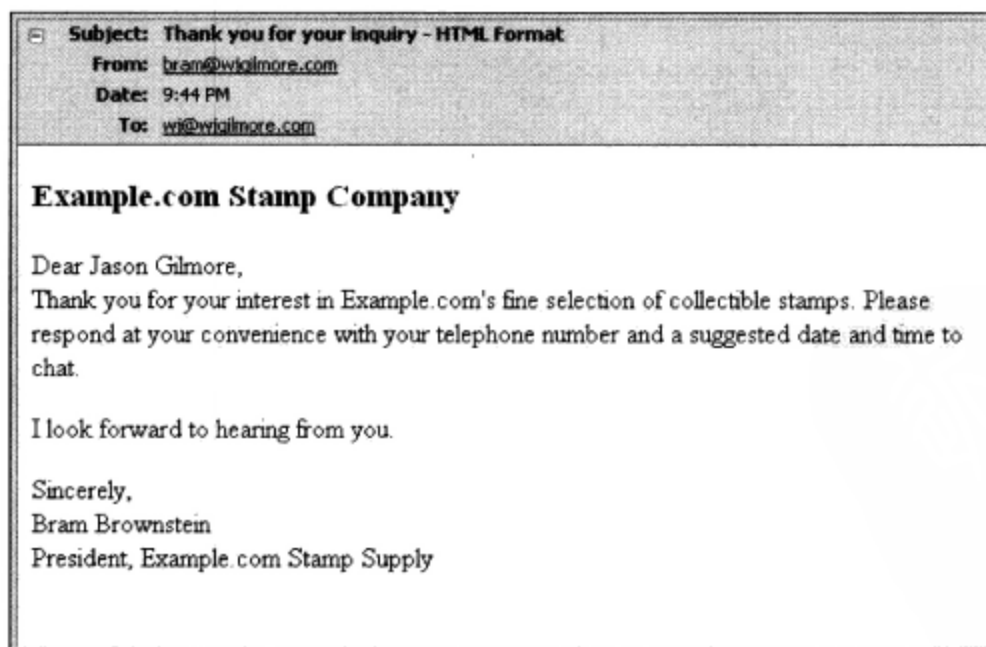 Subject: Thank you for your inquiry - HTML Format
From: bram@wjgilmore.com
Date: 9:44 PM
To: wj@wjgilmore.com
Example.com Stamp Company
Dear Jason Gilmore,
Thank you for your interest in Example.com's fine selection of collectible stamps. Please
respond at your convenience with your telephone number and a suggested date and time to
chat.
I look forward to hearing from you.
Sincerely,
Bram Brownstein
President, Example.com Stamp Supply